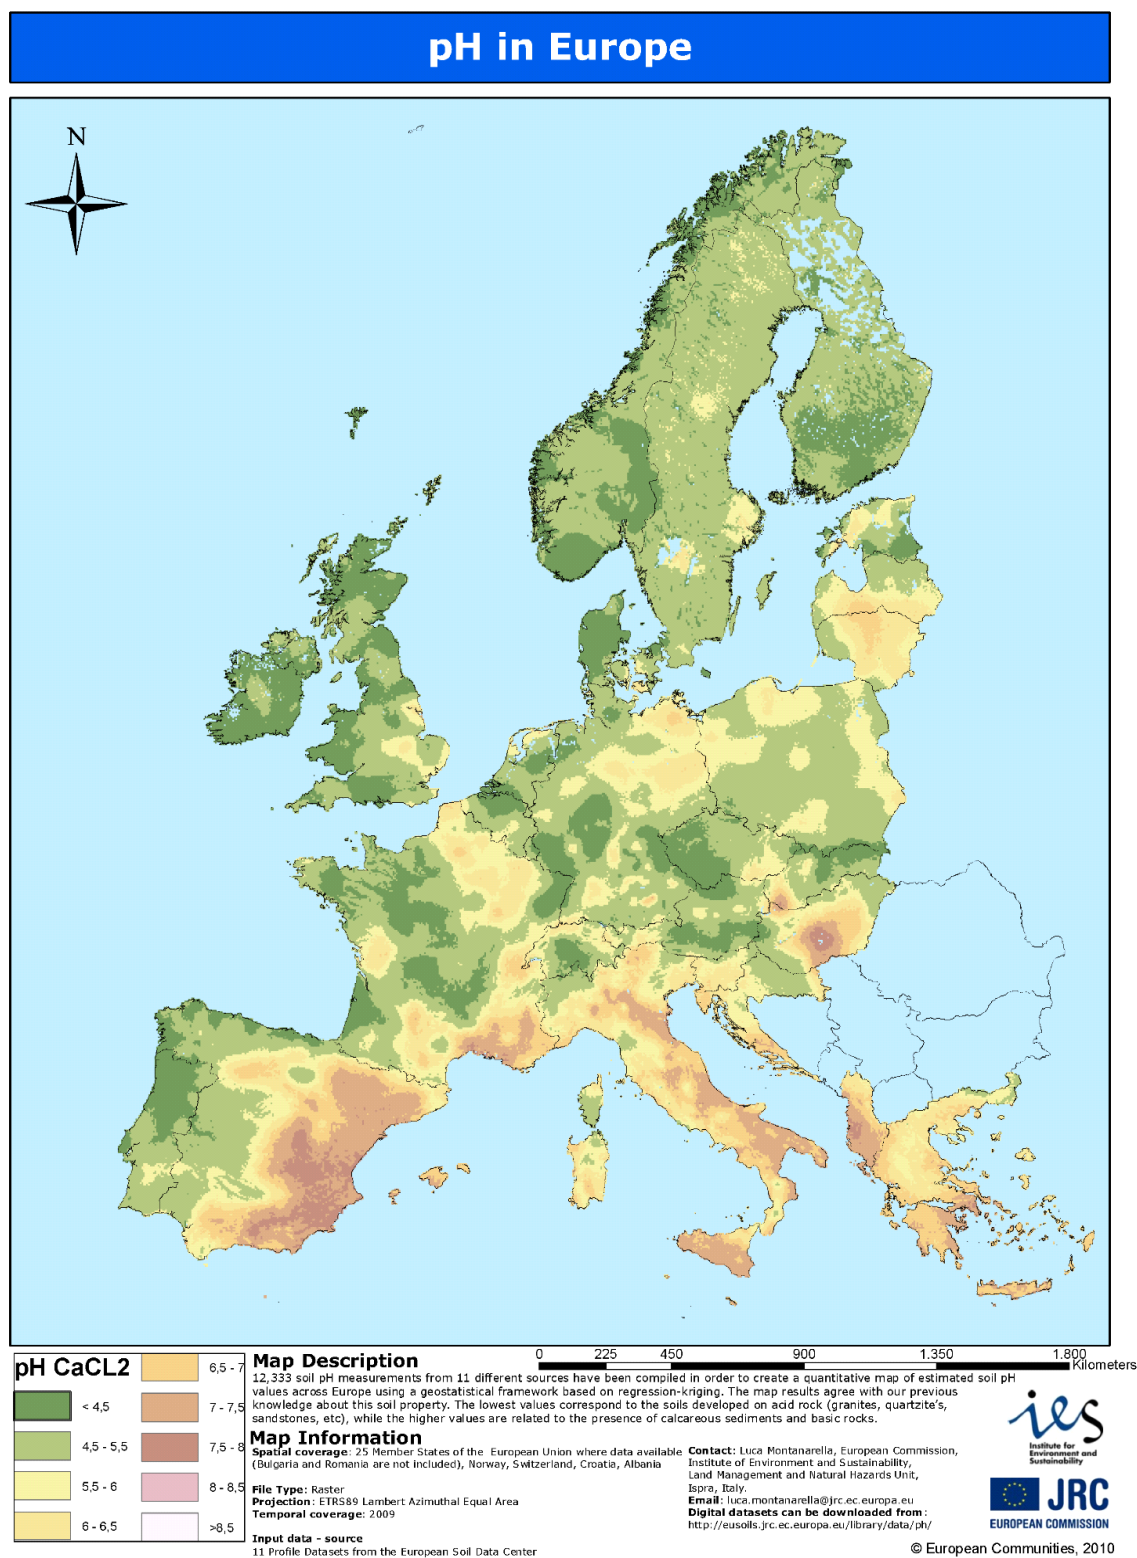 pH in Europe
N
pH CaCL2
< 4,5
4,5 - 5,5
5,5 - 6
6 - 6,5
6,5 - 7
7 - 7,5
7,5 - 8
8 - 8,5
>8,5
0 225 450 900 1.350 1.800
Kilometers
Map Description
12,333 soil pH measurements from 11 different sources have been compiled in order to create a quantitative map of estimated soil pH
values across Europe using a geostatistical framework based on regression-kriging. The map results agree with our previous
knowledge about this soil property. The lowest values correspond to the soils developed on acid rock (granites, quartzite's,
sandstones, etc), while the higher values are related to the presence of calcareous sediments and basic rocks.
Map Information
Spatial coverage: 25 Member States of the European Union where data available
(Bulgaria and Romania are not included), Norway, Switzerland, Croatia, Albania
File Type: Raster
Projection: ETRS89 Lambert Azimuthal Equal Area
Temporal coverage: 2009
Input data - source
11 Profile Datasets from the European Soil Data Center
Contact: Luca Montanarella, European Commission,
Institute of Environment and Sustainability,
Land Management and Natural Hazards Unit,
Ispra, Italy.
Email: luca.montanarella@jrc.ec.europa.eu
Digital datasets can be downloaded from:
http://eusoils.jrc.ec.europa.eu/library/data/ph/
ies
Institute for
Environment and
Sustainability
JRC
EUROPEAN COMMISSION
© European Communities, 2010